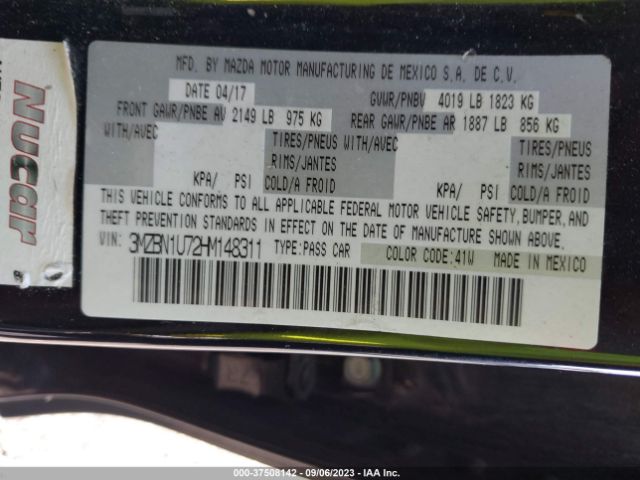 Nucar
MFD. BY MAZDA MOTOR MANUFACTURING DE MEXICO S.A. DE C.V.
DATE 04/17 GVWR/PNBV 4019 LB 1823 KG
FRONT GAWR/PNBE AV 2149 LB 975 KG REAR GAWR/PNBE AR 1887 LB 856 KG
WITH/AVEC TIRES/PNEUS WITH/AVEC TIRES/PNEUS
RIMS/JANTES RIMS/JANTES
KPA/ PSI COLD/A FROID KPA/ PSI COLD/A FROID
THIS VEHICLE CONFORMS TO ALL APPLICABLE FEDERAL MOTOR VEHICLE SAFETY, BUMPER, AND
THEFT PREVENTION STANDARDS IN EFFECT ON THE DATE OF MANUFACTURE SHOWN ABOVE.
VIN: 3MZBN1U72HM148311 TYPE:PASS CAR COLOR CODE:41W MADE IN MEXICO
000-37508142 - 09/06/2023 - IAA Inc.